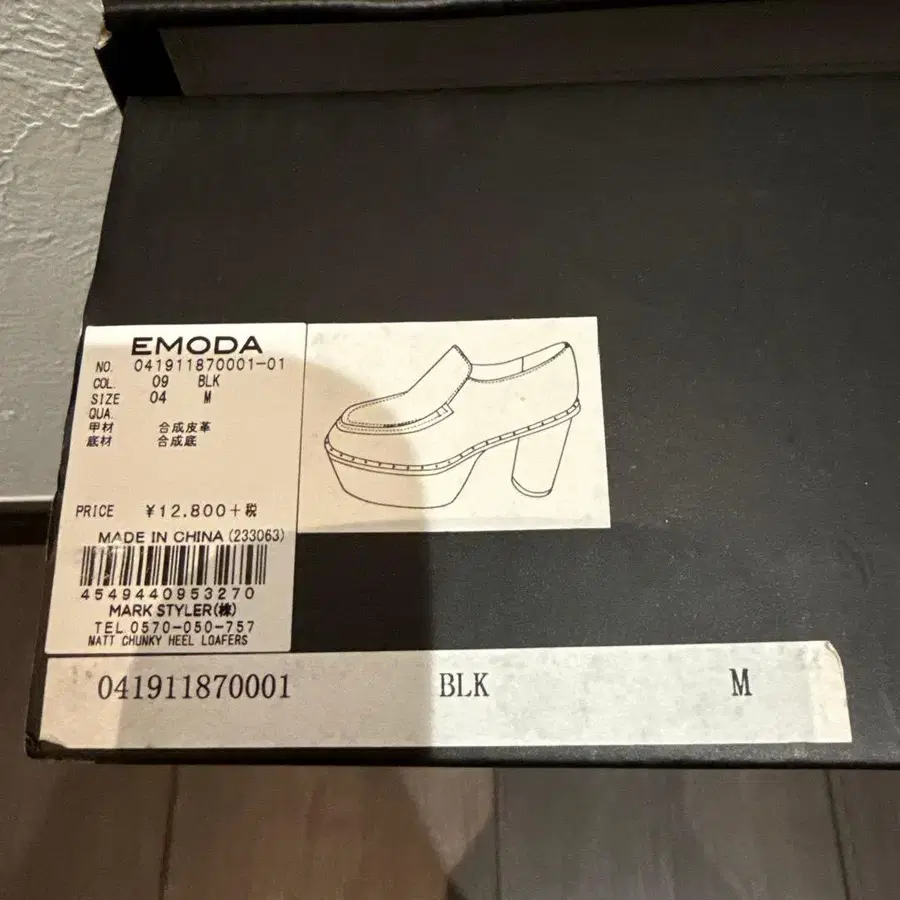 EMODA
NO. 041911870001-01
COL. 09 BLK
SIZE 04 M
QUA.
甲材 合成皮革
底材 合成底
PRICE ¥12.800+税
MADE IN CHINA (233063)
4549440953270
MARK STYLER(株)
TEL.0570-050-757
MATT CHUNKY HEEL LOAFERS
041911870001 BLK M